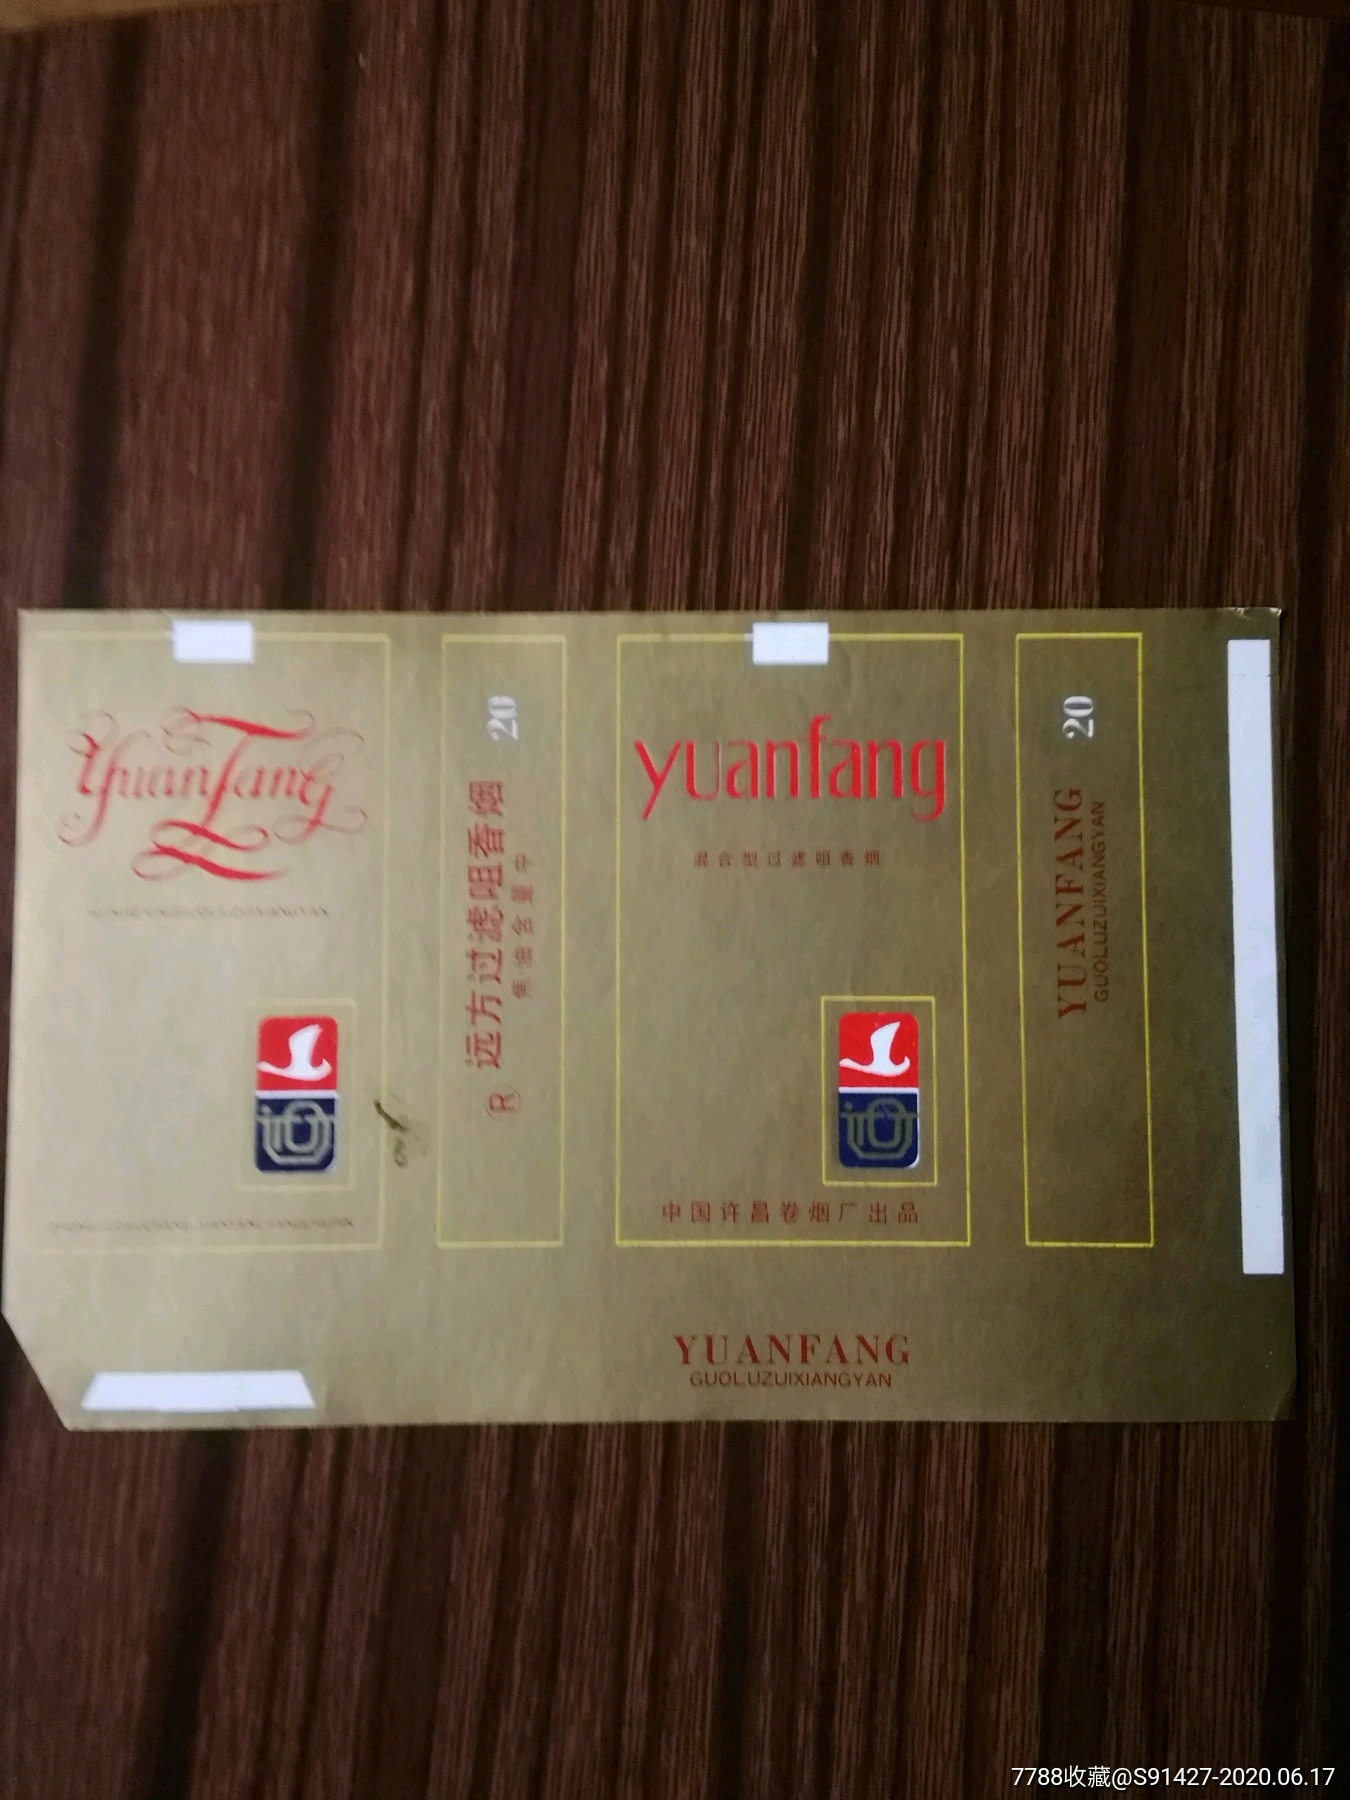 YuanFang
20
远方过滤咀香烟
焦油含量中
®
yuanfang
混合型过滤咀香烟
中国许昌卷烟厂出品
20
YUANFANG
GUOLUZUIXIANGYAN
YUANFANG
GUOLUZUIXIANGYAN
7788收藏@S91427-2020.06.17